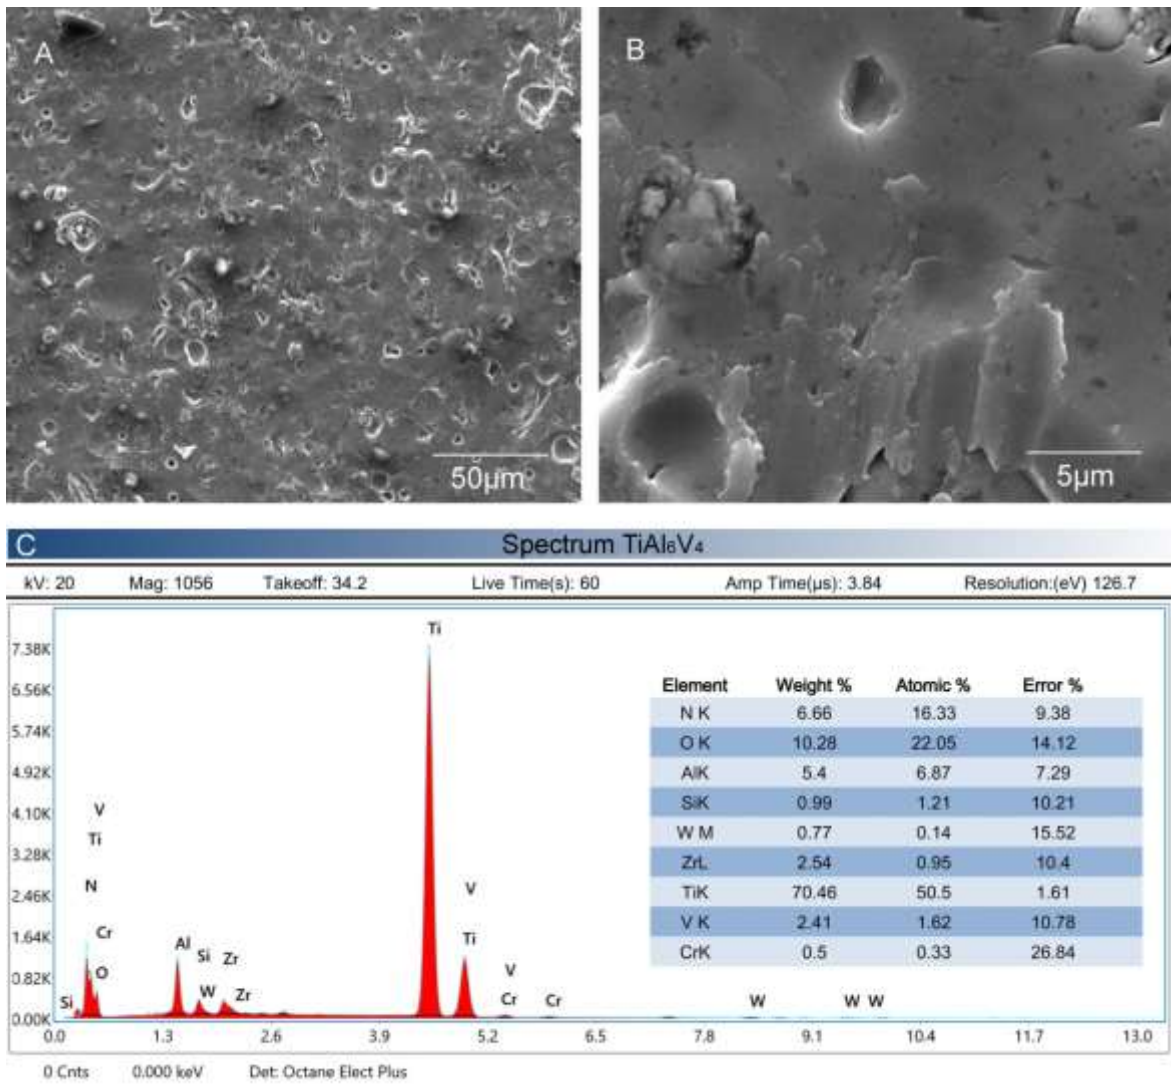 A
50μm
B
5μm
C Spectrum TiAl₆V₄
kV: 20 Mag: 1056 Takeoff: 34.2 Live Time(s): 60 Amp Time(μs): 3.84 Resolution:(eV) 126.7
7.38K
6.56K
5.74K
4.92K
4.10K
3.28K
2.46K
1.64K
0.82K
0.00K
Si
V
Ti
N
Cr
O
Al
Si
W
Zr
Zr
Ti
V
Ti
V
Cr
Cr
W
W W
Element Weight % Atomic % Error %
N K 6.66 16.33 9.38
O K 10.28 22.05 14.12
AlK 5.4 6.87 7.29
SiK 0.99 1.21 10.21
W M 0.77 0.14 15.52
ZrL 2.54 0.95 10.4
TiK 70.46 50.5 1.61
V K 2.41 1.62 10.78
CrK 0.5 0.33 26.84
0.0 1.3 2.6 3.9 5.2 6.5 7.8 9.1 10.4 11.7 13.0
0 Cnts 0.000 keV Det: Octane Elect Plus